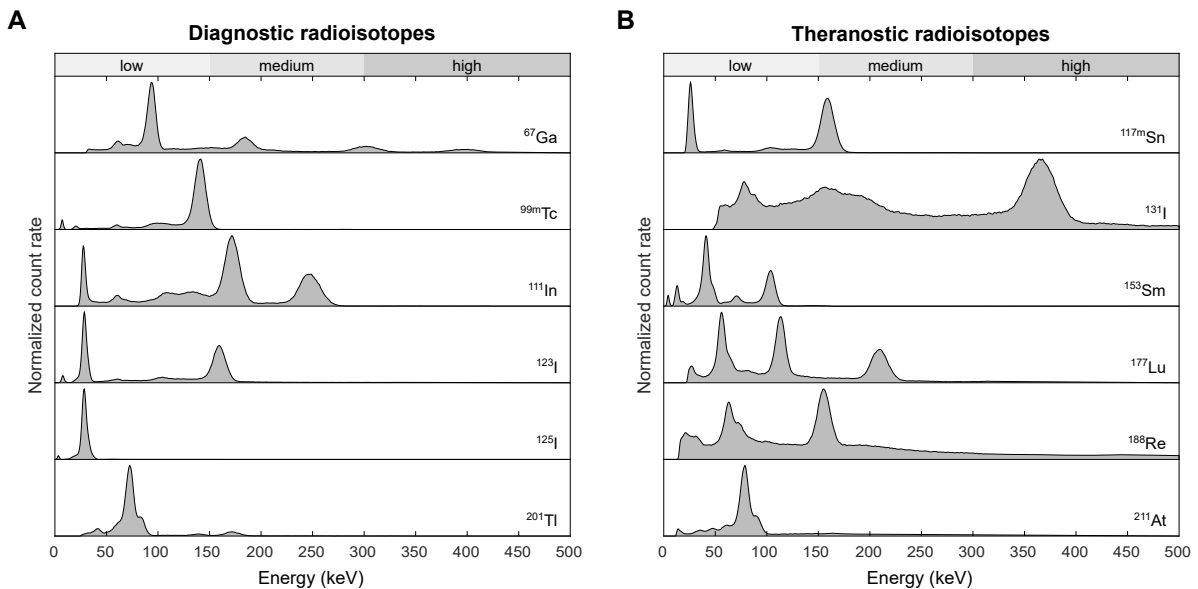 A
Diagnostic radioisotopes
low medium high
⁶⁷Ga
⁹⁹ᵐTc
¹¹¹In
¹²³I
¹²⁵I
²⁰¹Tl
Normalized count rate
0 50 100 150 200 250 300 350 400 450 500
Energy (keV)
B
Theranostic radioisotopes
low medium high
¹¹⁷ᵐSn
¹³¹I
¹⁵³Sm
¹⁷⁷Lu
¹⁸⁸Re
²¹¹At
Normalized count rate
0 50 100 150 200 250 300 350 400 450 500
Energy (keV)